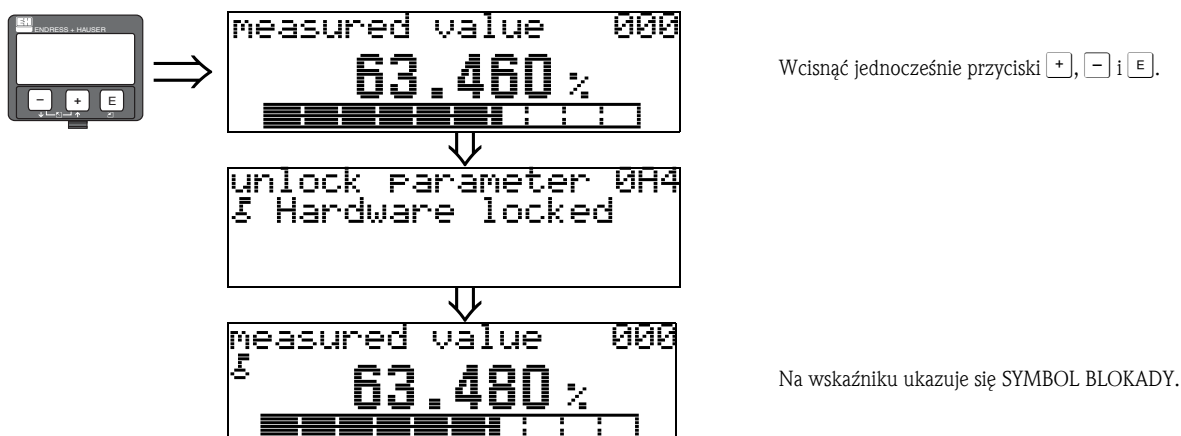 E+H
ENDRESS + HAUSER
- + E
measured value 000
63.460 %
Wcisnąć jednocześnie przyciski +, - i E.
unlock parameter 0A4
Hardware locked
measured value 000
63.480 %
Na wskaźniku ukazuje się SYMBOL BLOKADY.